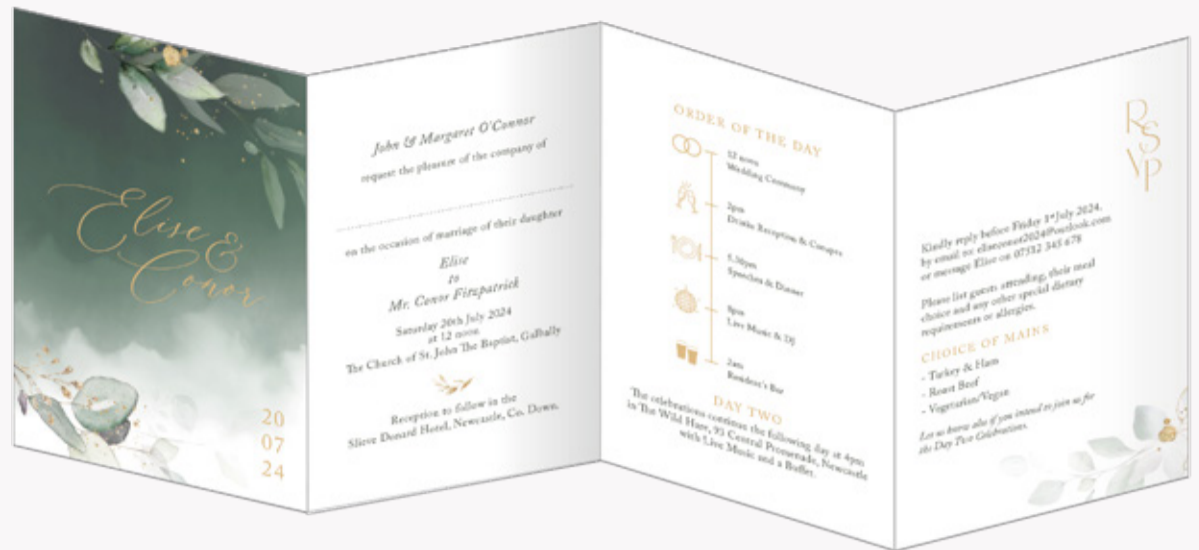 Elise &
Conor
20
07
24
John & Margaret O'Connor
request the pleasure of the company of
on the occasion of marriage of their daughter
Elise
to
Mr. Conor Fitzpatrick
Saturday 20th July 2024
at 12 noon
The Church of St. John The Baptist, Galbally
Reception to follow in the
Slieve Donard Hotel, Newcastle, Co. Down,
ORDER OF THE DAY
12 noon
Wedding Ceremony
2pm
Drinks Reception & Canapes
5.30pm
Speeches & Dinner
8pm
Live Music & DJ
2am
Resident's Bar
DAY TWO
The celebrations continue the following day at 4pm
in The Wild Hare, 93 Central Promenade, Newcastle
with Live Music and a Buffet.
RSVP
Kindly reply before Friday 1st July 2024,
by email to: eliseconor2024@outlook.com
or message Elise on 07512 345 678
Please list guests attending, their meal
choice and any other special dietary
requirements or allergies.
CHOICE OF MAINS
- Turkey & Ham
- Roast Beef
- Vegetarian/Vegan
Let us know also if you intend to join us for
the Day Two Celebrations.